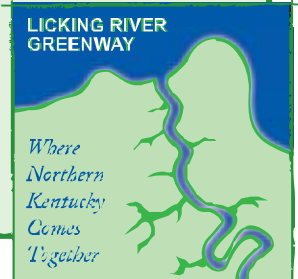 LICKING RIVER
GREENWAY
Where
Northern
Kentucky
Comes
Together